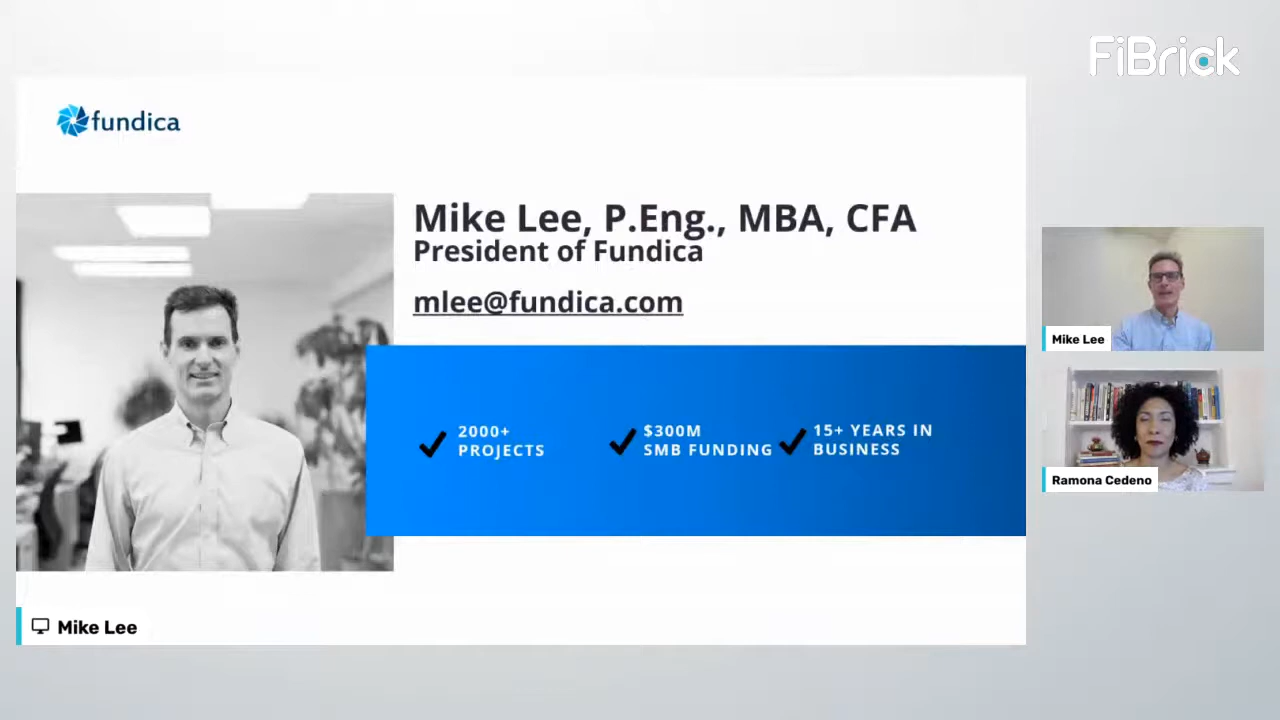 FiBrick
fundica
Mike Lee, P.Eng., MBA, CFA
President of Fundica
mlee@fundica.com
2000+
PROJECTS
$300M
SMB FUNDING
15+ YEARS IN
BUSINESS
Mike Lee
Ramona Cedeno
Mike Lee